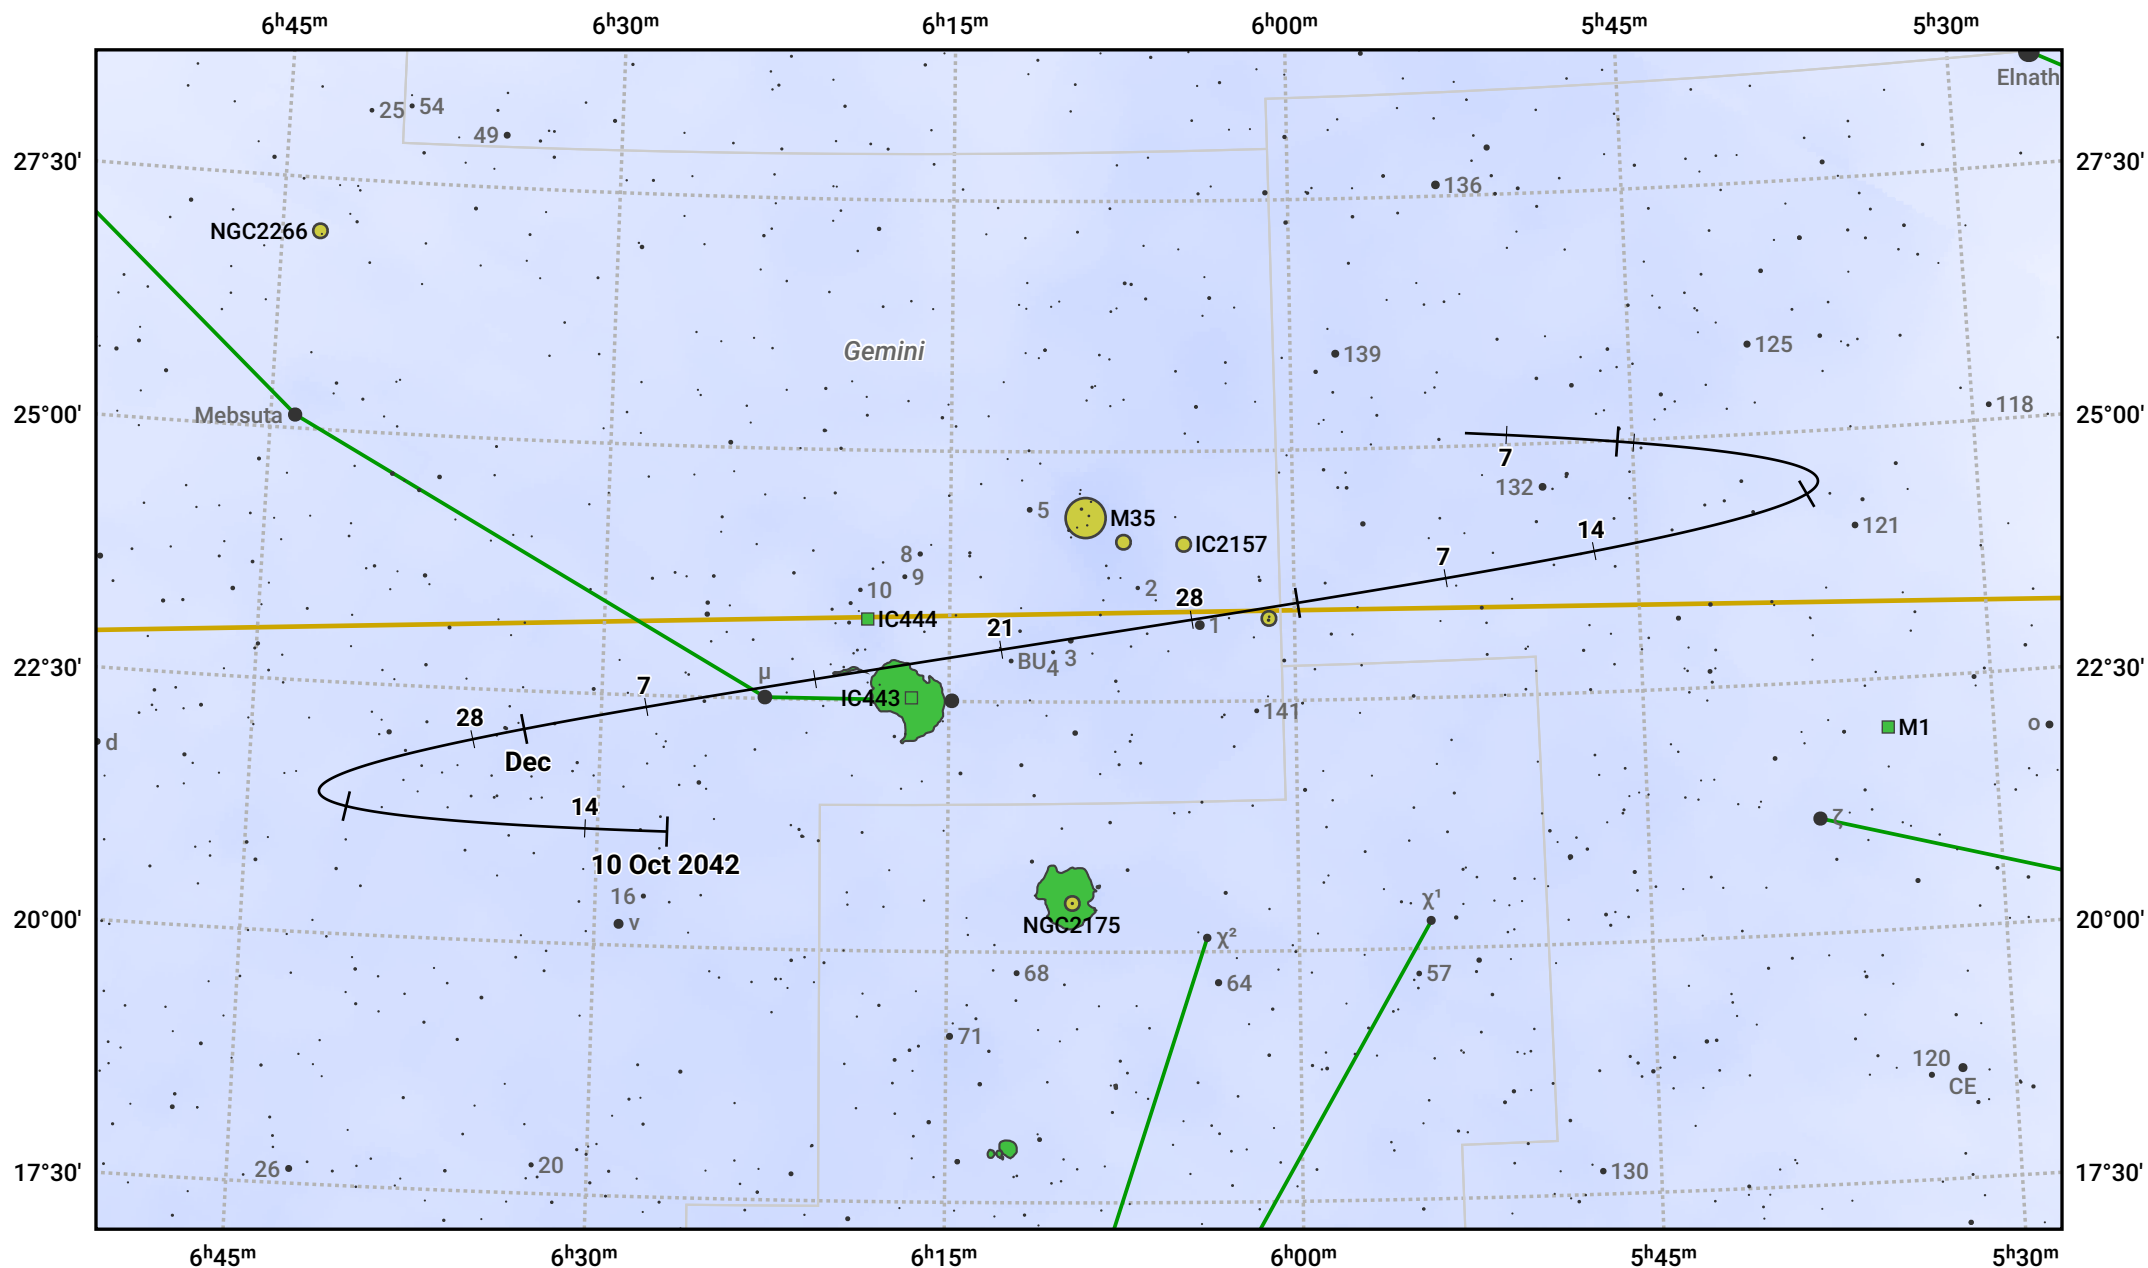 6ʰ45ᵐ 6ʰ30ᵐ 6ʰ15ᵐ 6ʰ00ᵐ 5ʰ45ᵐ 5ʰ30ᵐ
Elnath
25 54
49
27°30' 27°30'
136
NGC2266
Gemini
139 125
118
25°00' Mebsuta 25°00'
7
132
5 M35 121
14
IC2157
8 7
9
10 2
28
IC444 21 1
BU 4 3
22°30' 22°30'
μ
7 IC443
141
28 o
d M1
Dec
14 ζ
10 Oct 2042
16
ν
χ¹
20°00' NGC2175 20°00'
χ²
68 57
64
71
120
CE
26 20 130
17°30' 17°30'
6ʰ45ᵐ 6ʰ30ᵐ 6ʰ15ᵐ 6ʰ00ᵐ 5ʰ45ᵐ 5ʰ30ᵐ